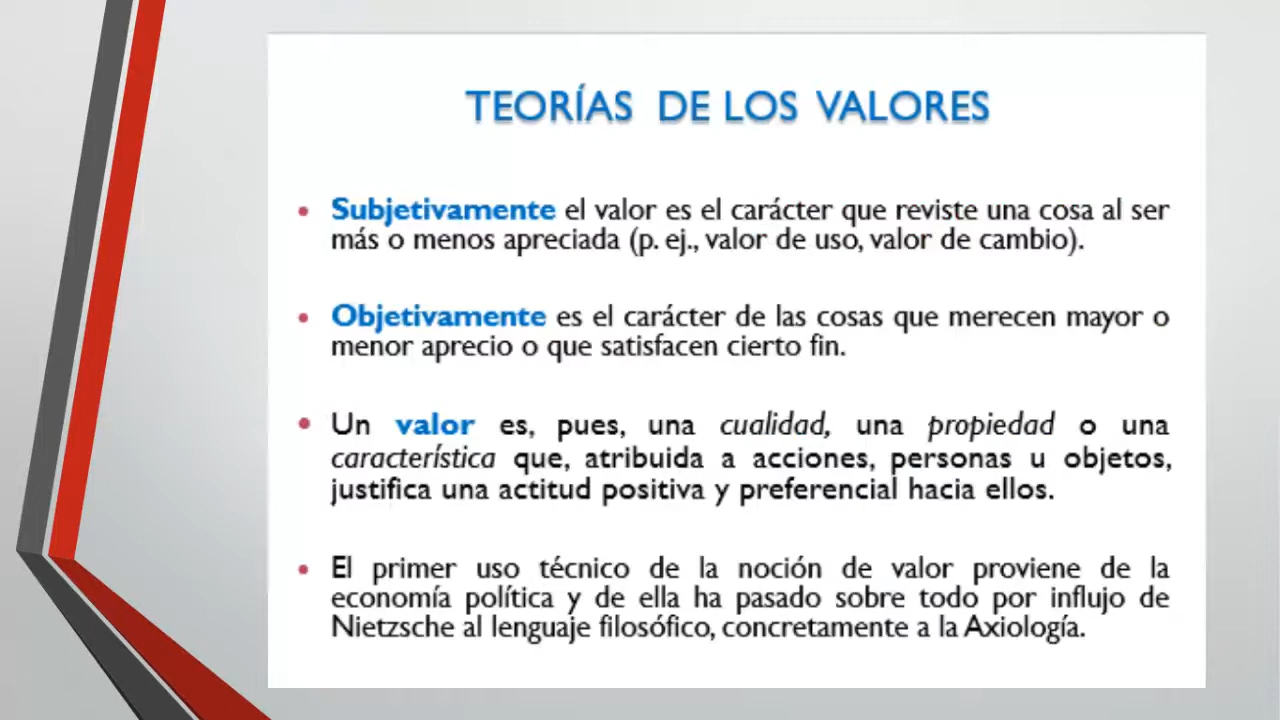 TEORÍAS DE LOS VALORES
• Subjetivamente el valor es el carácter que reviste una cosa al ser
más o menos apreciada (p. ej., valor de uso, valor de cambio).
• Objetivamente es el carácter de las cosas que merecen mayor o
menor aprecio o que satisfacen cierto fin.
• Un valor es, pues, una cualidad, una propiedad o una
característica que, atribuida a acciones, personas u objetos,
justifica una actitud positiva y preferencial hacia ellos.
• El primer uso técnico de la noción de valor proviene de la
economía política y de ella ha pasado sobre todo por influjo de
Nietzsche al lenguaje filosófico, concretamente a la Axiología.